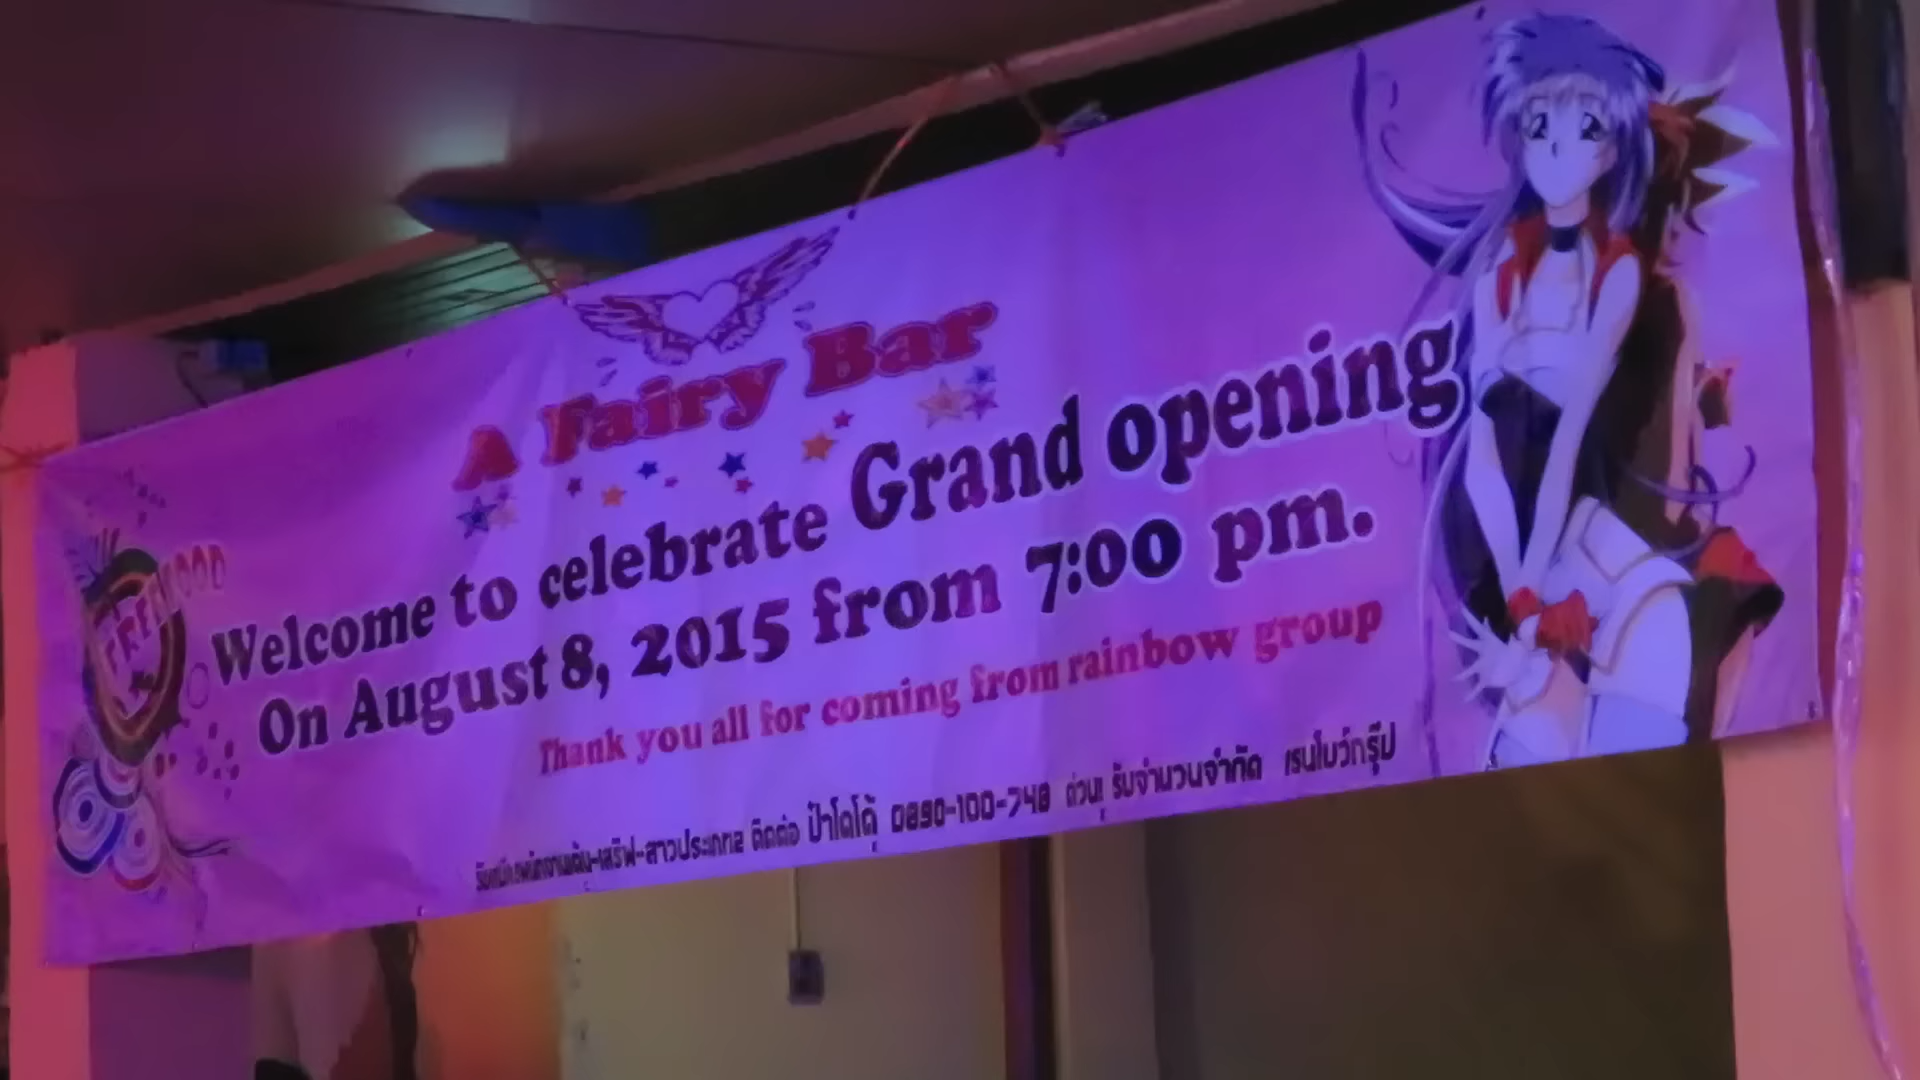 A Fairy Bar
Welcome to celebrate Grand opening
On August 8, 2015 from 7:00 pm.
Thank you all for coming from rainbow group
รับสมัครพนักงานเต้น-เสริฟ-สาวประเภท2 ติดต่อ ป๋าโดโด้ 0890-100-748 ด่วน!! รับจำนวนจำกัด เรนโบว์กรุ๊ป